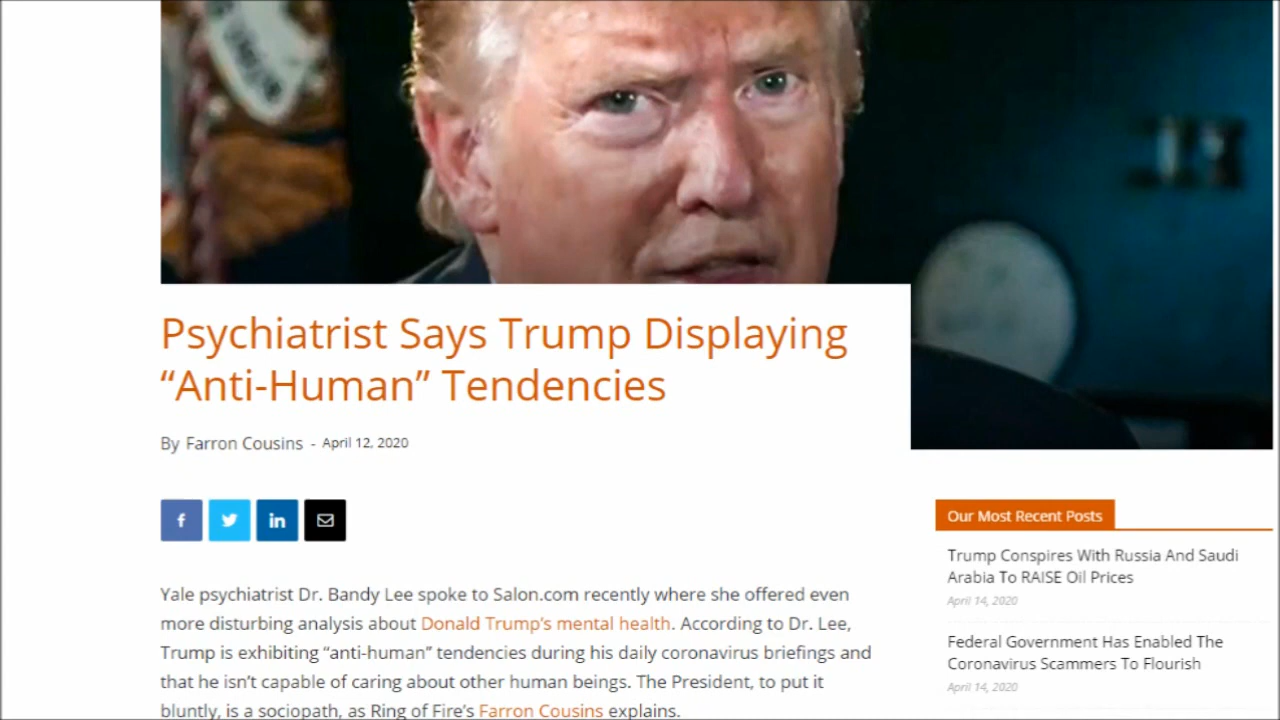 Psychiatrist Says Trump Displaying
“Anti-Human” Tendencies
By Farron Cousins - April 12, 2020
Yale psychiatrist Dr. Bandy Lee spoke to Salon.com recently where she offered even
more disturbing analysis about Donald Trump’s mental health. According to Dr. Lee,
Trump is exhibiting “anti-human” tendencies during his daily coronavirus briefings and
that he isn’t capable of caring about other human beings. The President, to put it
bluntly, is a sociopath, as Ring of Fire’s Farron Cousins explains.
Our Most Recent Posts
Trump Conspires With Russia And Saudi
Arabia To RAISE Oil Prices
April 14, 2020
Federal Government Has Enabled The
Coronavirus Scammers To Flourish
April 14, 2020